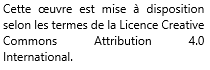 Cette œuvre est mise à disposition
selon les termes de la Licence Creative
Commons Attribution 4.0
International.